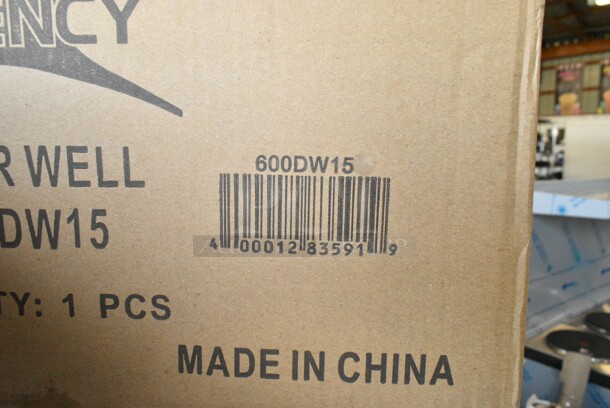 ENCY
R WELL
DW15
TY: 1 PCS
600DW15
4 00012 83591 9
MADE IN CHINA